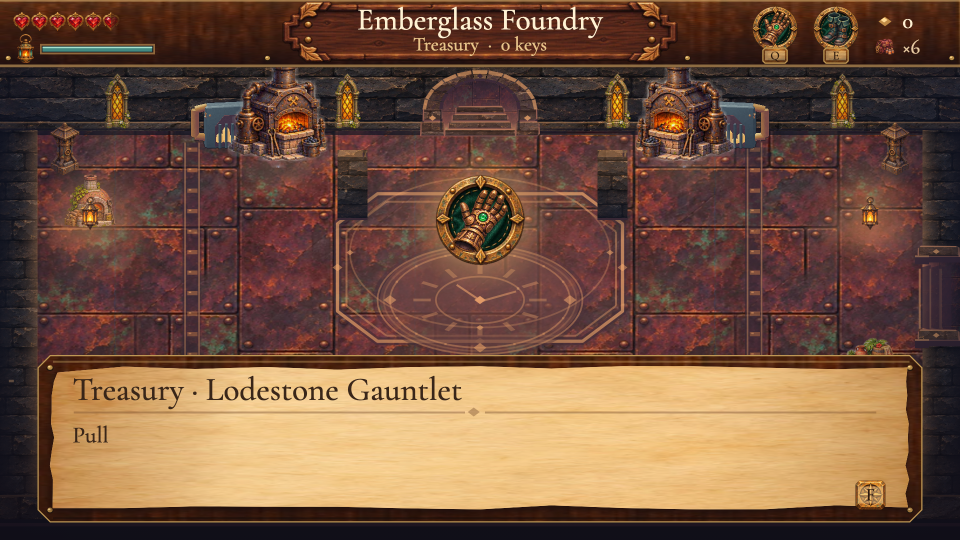 Emberglass Foundry
Treasury · 0 keys
Q
E
0
×6
Treasury · Lodestone Gauntlet
Pull
F